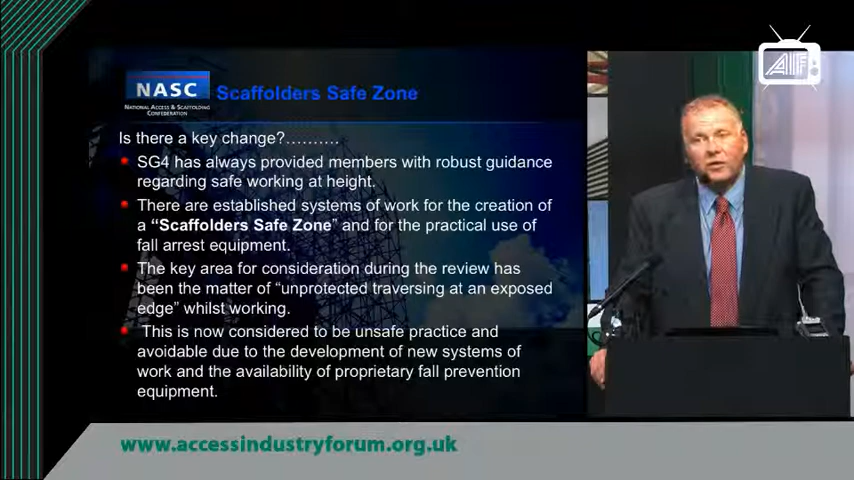 AIF
NASC
NATIONAL ACCESS & SCAFFOLDING
CONFEDERATION
Scaffolders Safe Zone
Is there a key change?..........
SG4 has always provided members with robust guidance
regarding safe working at height.
There are established systems of work for the creation of
a “Scaffolders Safe Zone” and for the practical use of
fall arrest equipment.
The key area for consideration during the review has
been the matter of “unprotected traversing at an exposed
edge” whilst working.
This is now considered to be unsafe practice and
avoidable due to the development of new systems of
work and the availability of proprietary fall prevention
equipment.
www.accessindustryforum.org.uk